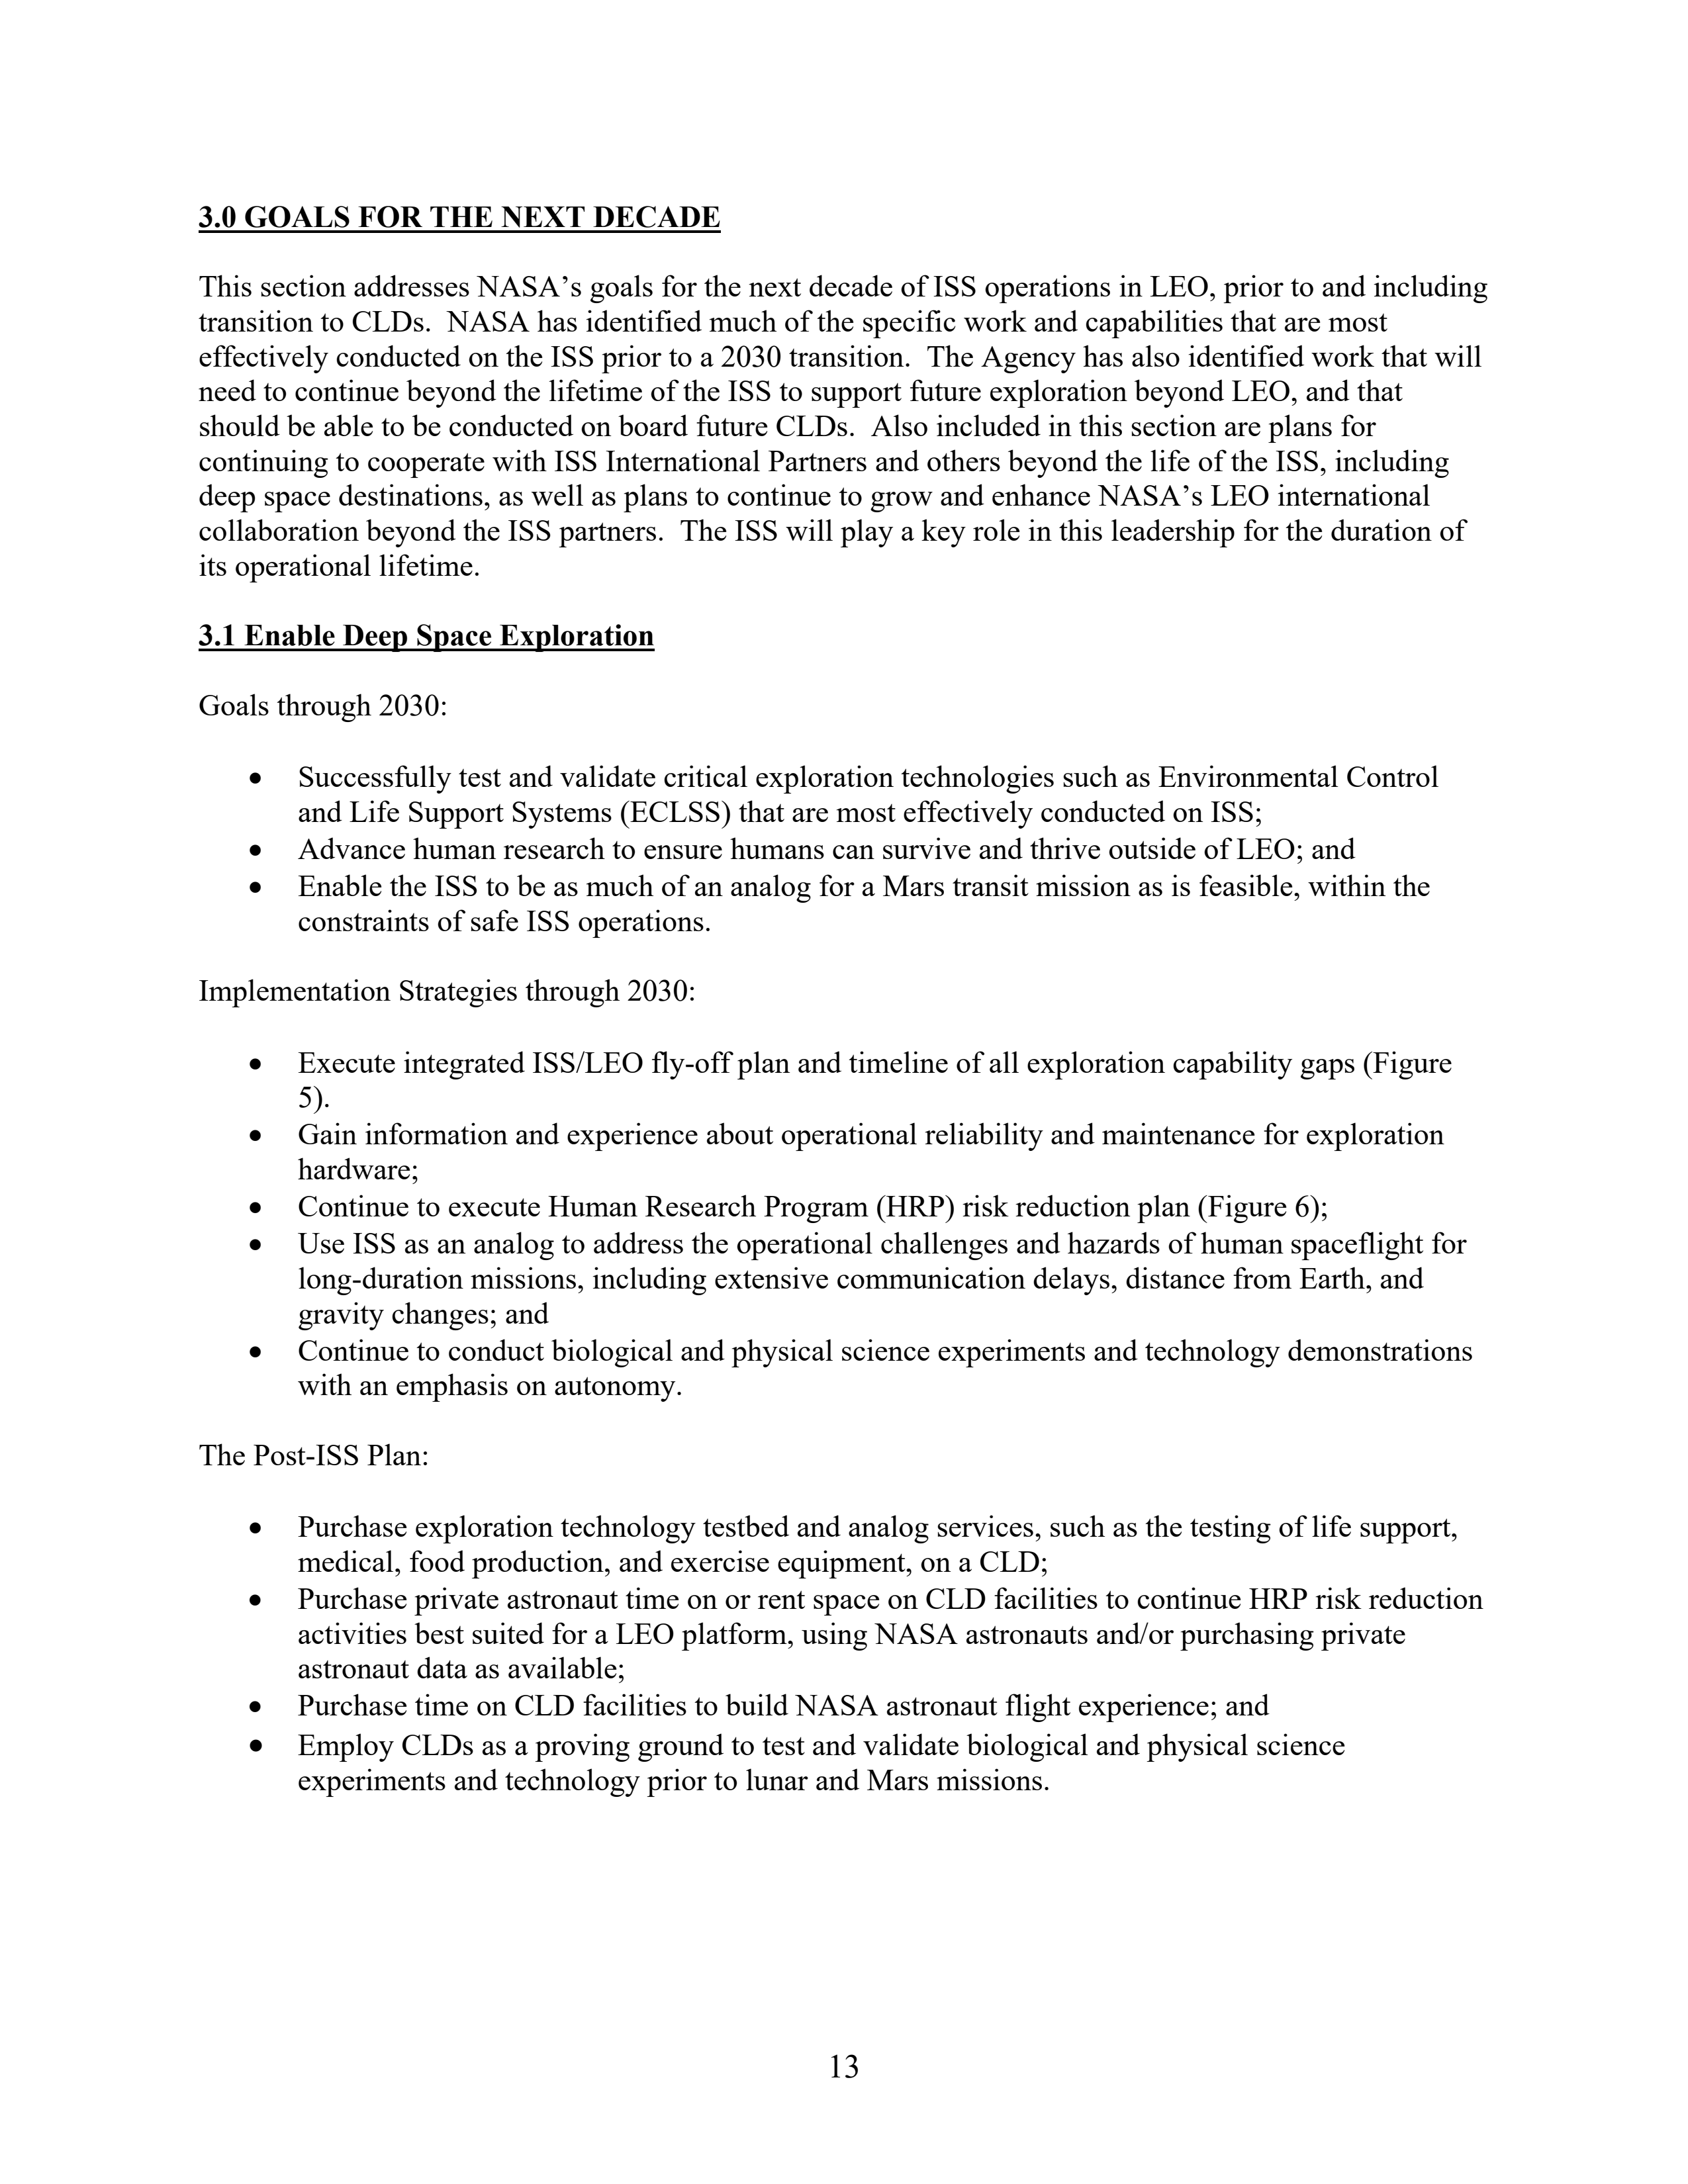 3.0 GOALS FOR THE NEXT DECADE
This section addresses NASA’s goals for the next decade of ISS operations in LEO, prior to and including
transition to CLDs.  NASA has identified much of the specific work and capabilities that are most
effectively conducted on the ISS prior to a 2030 transition.  The Agency has also identified work that will
need to continue beyond the lifetime of the ISS to support future exploration beyond LEO, and that
should be able to be conducted on board future CLDs.  Also included in this section are plans for
continuing to cooperate with ISS International Partners and others beyond the life of the ISS, including
deep space destinations, as well as plans to continue to grow and enhance NASA’s LEO international
collaboration beyond the ISS partners.  The ISS will play a key role in this leadership for the duration of
its operational lifetime.
3.1 Enable Deep Space Exploration
Goals through 2030:
• Successfully test and validate critical exploration technologies such as Environmental Control
and Life Support Systems (ECLSS) that are most effectively conducted on ISS;
• Advance human research to ensure humans can survive and thrive outside of LEO; and
• Enable the ISS to be as much of an analog for a Mars transit mission as is feasible, within the
constraints of safe ISS operations.
Implementation Strategies through 2030:
• Execute integrated ISS/LEO fly-off plan and timeline of all exploration capability gaps (Figure
5).
• Gain information and experience about operational reliability and maintenance for exploration
hardware;
• Continue to execute Human Research Program (HRP) risk reduction plan (Figure 6);
• Use ISS as an analog to address the operational challenges and hazards of human spaceflight for
long-duration missions, including extensive communication delays, distance from Earth, and
gravity changes; and
• Continue to conduct biological and physical science experiments and technology demonstrations
with an emphasis on autonomy.
The Post-ISS Plan:
• Purchase exploration technology testbed and analog services, such as the testing of life support,
medical, food production, and exercise equipment, on a CLD;
• Purchase private astronaut time on or rent space on CLD facilities to continue HRP risk reduction
activities best suited for a LEO platform, using NASA astronauts and/or purchasing private
astronaut data as available;
• Purchase time on CLD facilities to build NASA astronaut flight experience; and
• Employ CLDs as a proving ground to test and validate biological and physical science
experiments and technology prior to lunar and Mars missions.
13